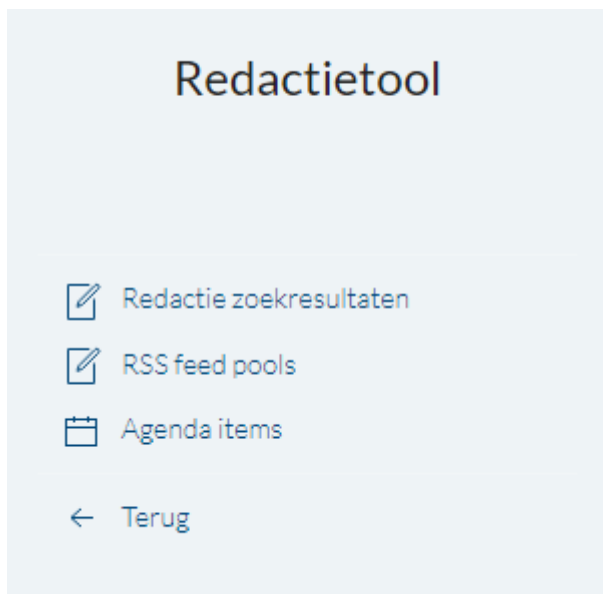 Redactietool
Redactie zoekresultaten
RSS feed pools
Agenda items
Terug